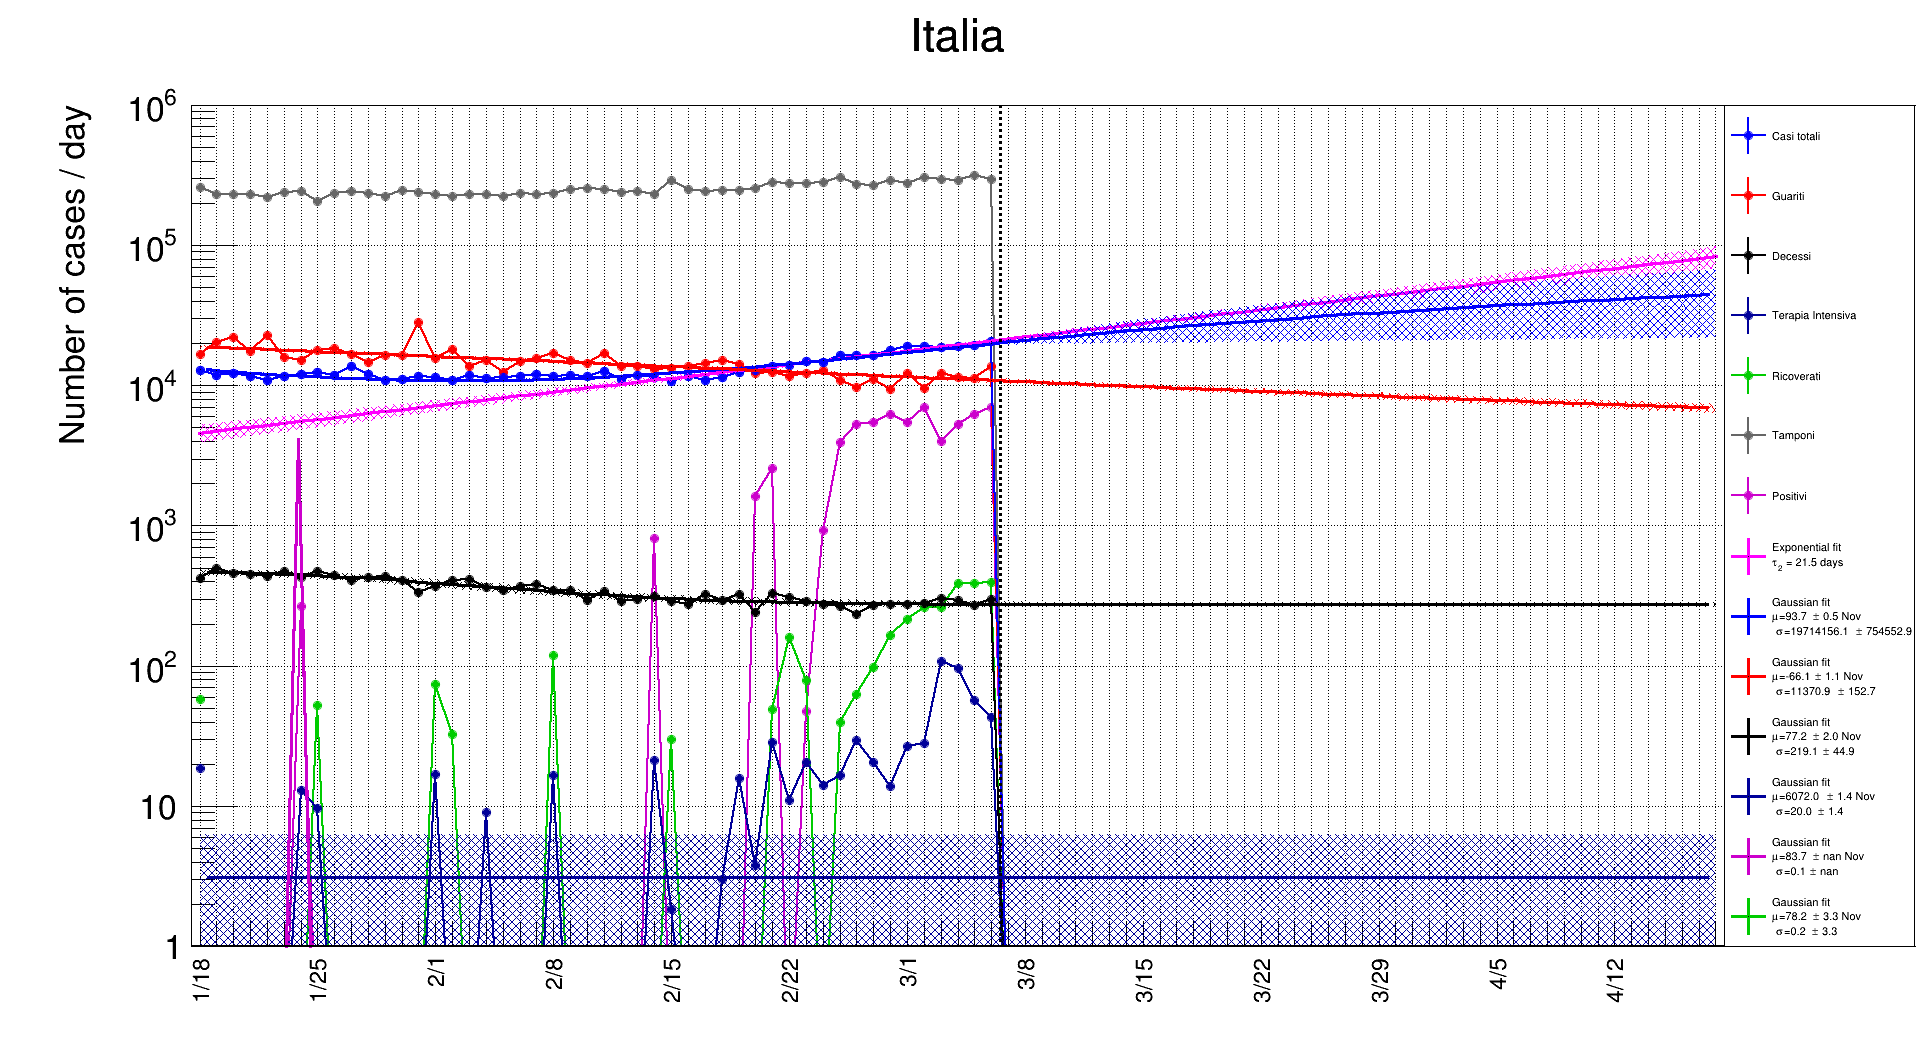 Italia
Number of cases / day
10^6
10^5
10^4
10^3
10^2
10
1
1/18
1/25
2/1
2/8
2/15
2/22
3/1
3/8
3/15
3/22
3/29
4/5
4/12
Casi totali
Guariti
Decessi
Terapia Intensiva
Ricoverati
Tamponi
Positivi
Exponential fit
τ2 = 21.5 days
Gaussian fit
μ=93.7 ± 0.5 Nov
σ=19714156.1 ± 754552.9
Gaussian fit
μ=-66.1 ± 1.1 Nov
σ=11370.9 ± 152.7
Gaussian fit
μ=77.2 ± 2.0 Nov
σ=219.1 ± 44.9
Gaussian fit
μ=6072.0 ± 1.4 Nov
σ=20.0 ± 1.4
Gaussian fit
μ=83.7 ± nan Nov
σ=0.1 ± nan
Gaussian fit
μ=78.2 ± 3.3 Nov
σ=0.2 ± 3.3